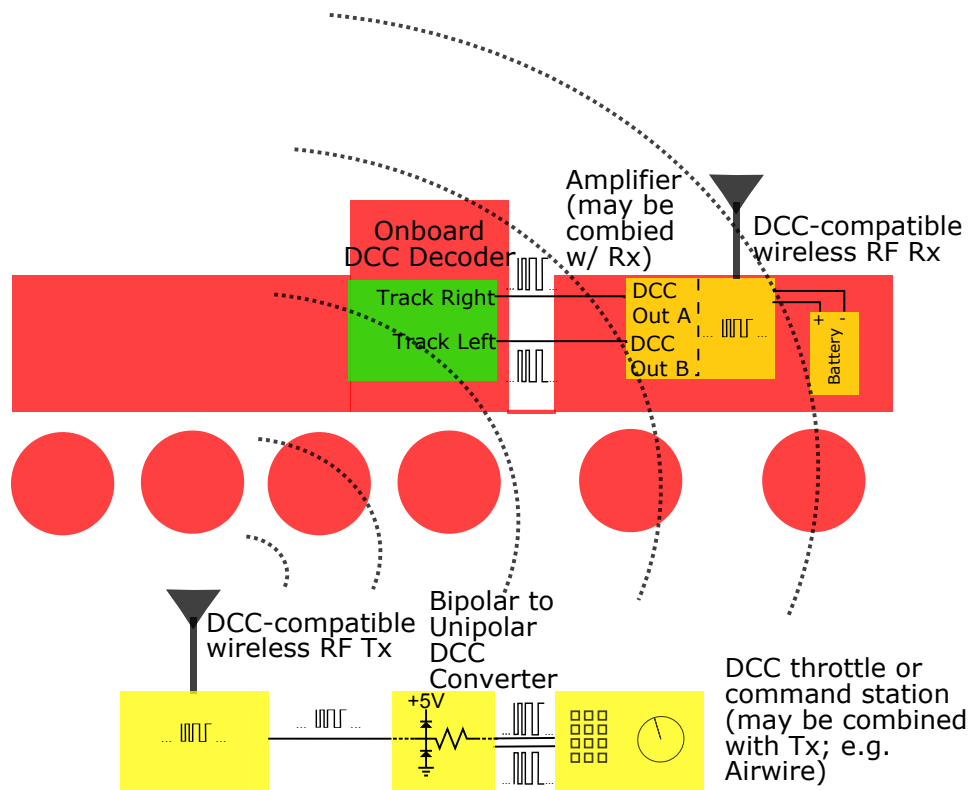 Amplifier
(may be
combied
w/ Rx)
DCC-compatible
wireless RF Rx
Onboard
DCC Decoder
Track Right
Track Left
DCC
Out A
DCC
Out B
... ...
... ...
... ...
+ -
Battery
DCC-compatible
wireless RF Tx
Bipolar to
Unipolar
DCC
Converter
+5V
... ...
... ...
... ...
... ...
DCC throttle or
command station
(may be combined
with Tx; e.g.
Airwire)